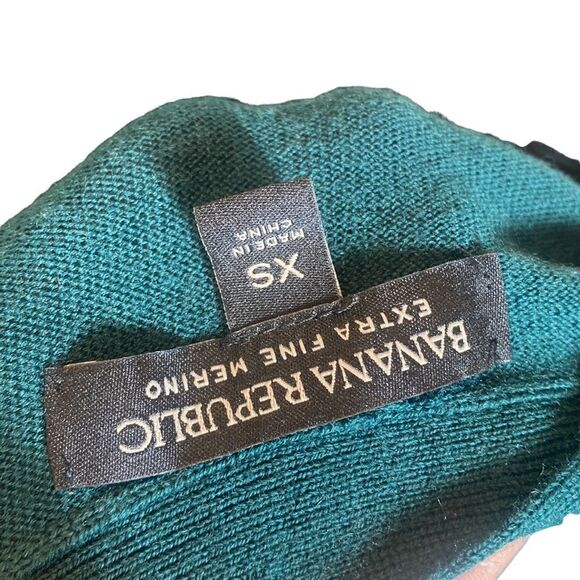 BANANA REPUBLIC
EXTRA FINE MERINO
XS
MADE IN
CHINA